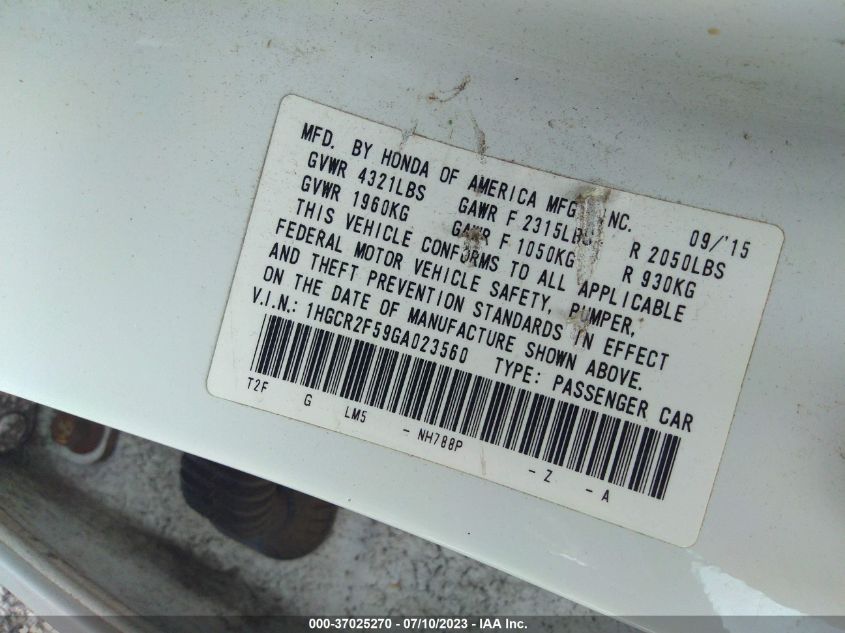 MFD. BY HONDA OF AMERICA MFG., INC. 09/'15
GVWR 4321LBS GAWR F 2315LBS R 2050LBS
GVWR 1960KG GAWR F 1050KG R 930KG
THIS VEHICLE CONFORMS TO ALL APPLICABLE
FEDERAL MOTOR VEHICLE SAFETY, BUMPER,
AND THEFT PREVENTION STANDARDS IN EFFECT
ON THE DATE OF MANUFACTURE SHOWN ABOVE.
V.I.N.: 1HGCR2F59GA023560 TYPE: PASSENGER CAR
T2F G LM5 - NH788P - Z - A
000-37025270 - 07/10/2023 - IAA Inc.